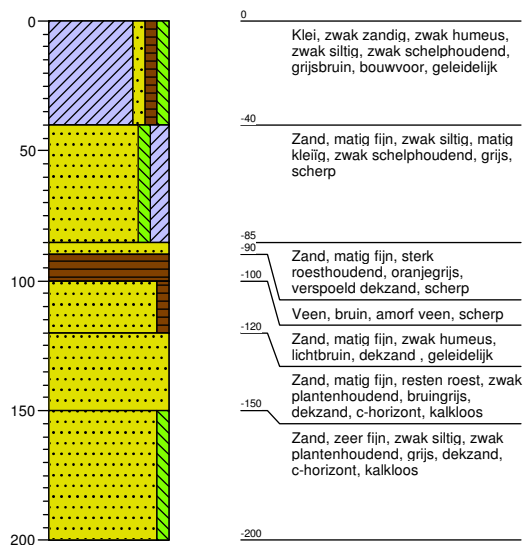 0
50
100
150
200
0
Klei, zwak zandig, zwak humeus,
zwak siltig, zwak schelphoudend,
grijsbruin, bouwvoor, geleidelijk
-40
Zand, matig fijn, zwak siltig, matig
kleiïg, zwak schelphoudend, grijs,
scherp
-85
Zand, matig fijn, sterk
roesthoudend, oranjegrijs,
verspoeld dekzand, scherp
-90
Veen, bruin, amorf veen, scherp
-100
Zand, matig fijn, zwak humeus,
lichtbruin, dekzand , geleidelijk
-120
Zand, matig fijn, resten roest, zwak
plantenhoudend, bruingrijs,
dekzand, c-horizont, kalkloos
-150
Zand, zeer fijn, zwak siltig, zwak
plantenhoudend, grijs, dekzand,
c-horizont, kalkloos
-200